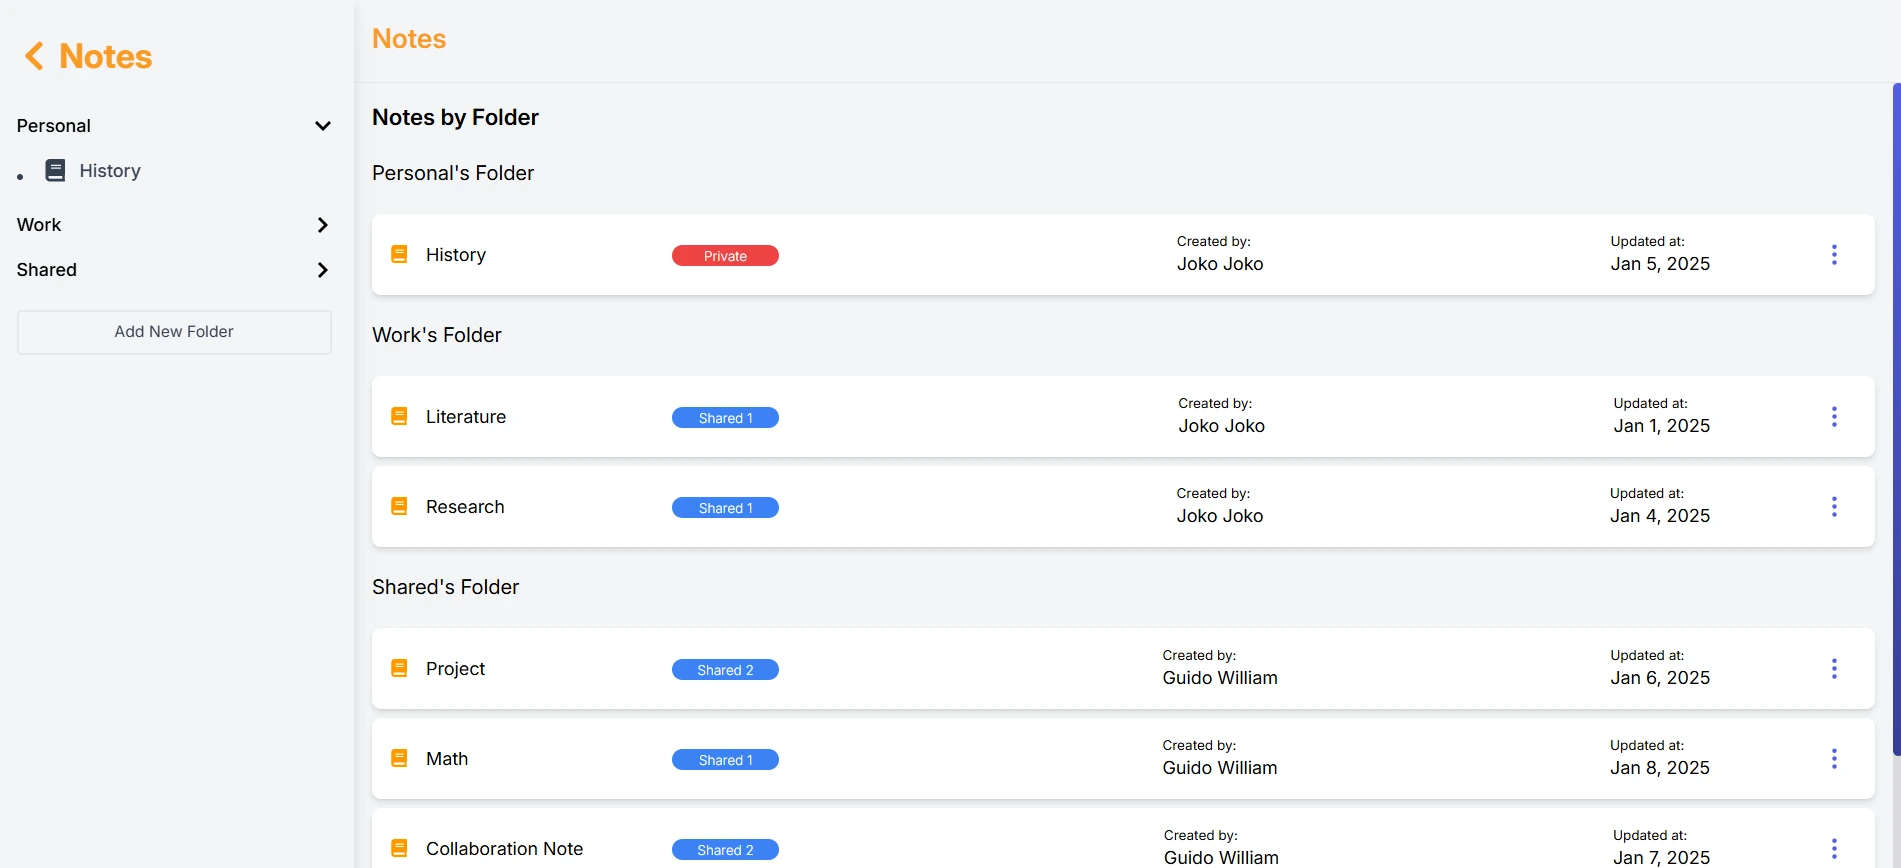 Notes
Personal
History
Work
Shared
Add New Folder
Notes
Notes by Folder
Personal's Folder
History
Private
Created by:
Joko Joko
Updated at:
Jan 5, 2025
Work's Folder
Literature
Shared 1
Created by:
Joko Joko
Updated at:
Jan 1, 2025
Research
Shared 1
Created by:
Joko Joko
Updated at:
Jan 4, 2025
Shared's Folder
Project
Shared 2
Created by:
Guido William
Updated at:
Jan 6, 2025
Math
Shared 1
Created by:
Guido William
Updated at:
Jan 8, 2025
Collaboration Note
Shared 2
Created by:
Guido William
Updated at:
Jan 7, 2025